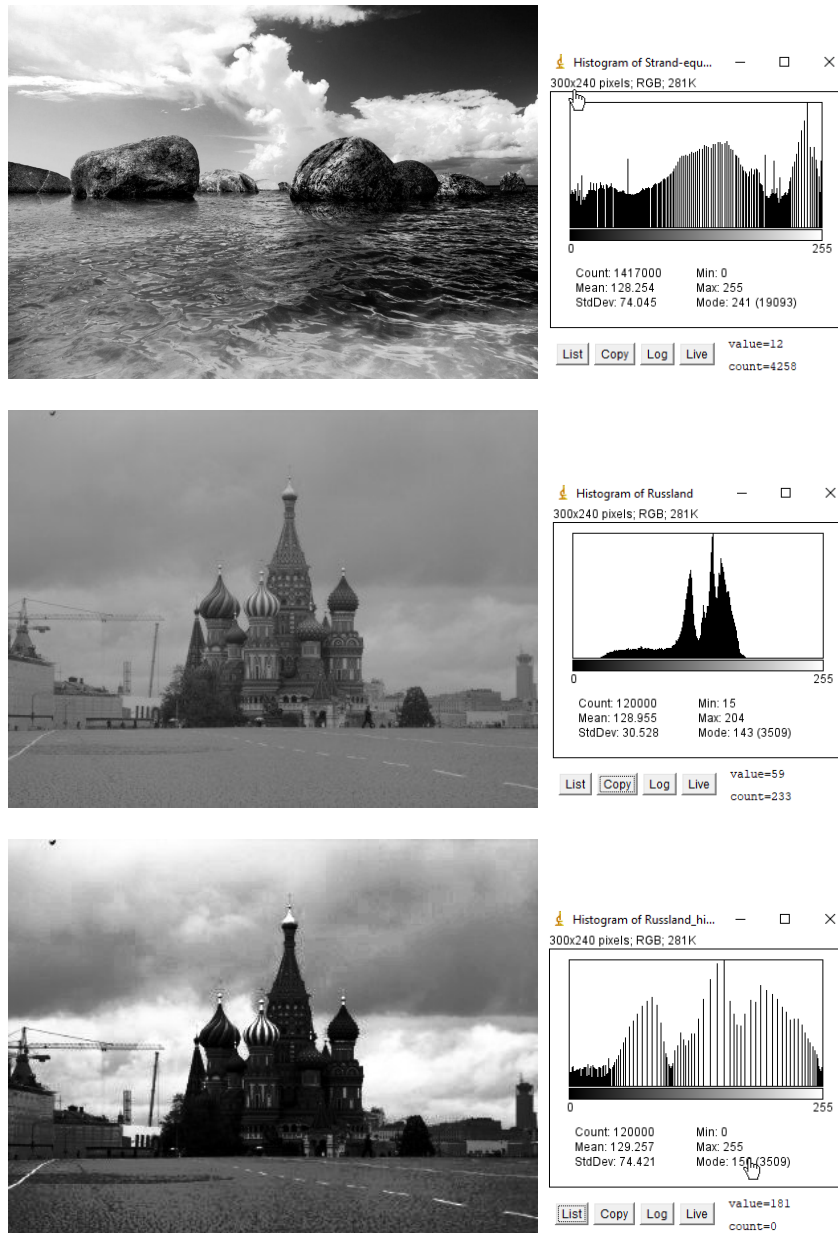 Histogram of Strand-equ...
300x240 pixels; RGB; 281K
0 255
Count: 1417000 Min: 0
Mean: 128.254 Max: 255
StdDev: 74.045 Mode: 241 (19093)
List Copy Log Live value=12
count=4258
Histogram of Russland
300x240 pixels; RGB; 281K
0 255
Count: 120000 Min: 15
Mean: 128.955 Max: 204
StdDev: 30.528 Mode: 143 (3509)
List Copy Log Live value=59
count=233
Histogram of Russland_hi...
300x240 pixels; RGB; 281K
0 255
Count: 120000 Min: 0
Mean: 129.257 Max: 255
StdDev: 74.421 Mode: (3509)
List Copy Log Live value=181
count=0